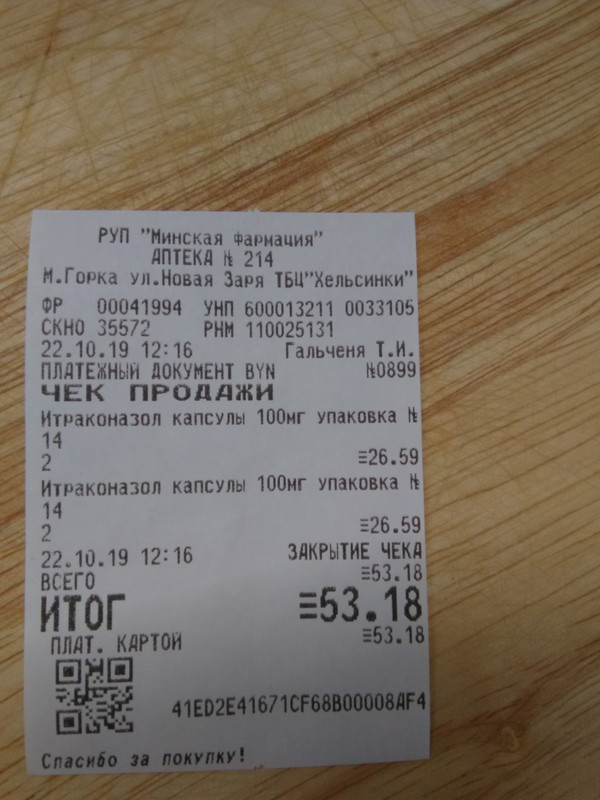 РУП "Минская фармация"
АПТЕКА № 214
М.Горка ул.Новая Заря ТБЦ"Хельсинки"
ФР 00041994 УНП 600013211 0033105
СКНО 35572 РНМ 110025131
22.10.19 12:16 Гальченя Т.И.
ПЛАТЕЖНЫЙ ДОКУМЕНТ BYN №0899
ЧЕК ПРОДАЖИ
Итраконазол капсулы 100мг упаковка №
14
2 ≡26.59
Итраконазол капсулы 100мг упаковка №
14
2 ≡26.59
22.10.19 12:16 ЗАКРЫТИЕ ЧЕКА
ВСЕГО ≡53.18
ИТОГ ≡53.18
ПЛАТ. КАРТОЙ ≡53.18
41ED2E41671CF68B00008AF4
Спасибо за покупку!